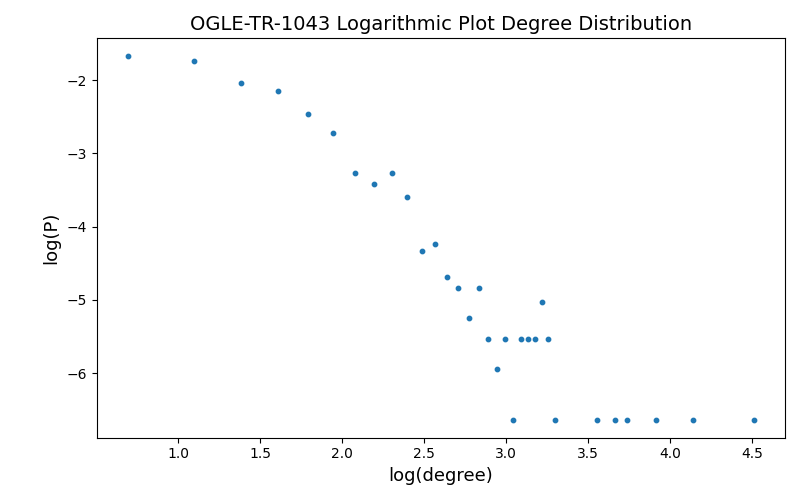 OGLE-TR-1043 Logarithmic Plot Degree Distribution
−2
−3
−4
−5
−6
log(P)
1.0 1.5 2.0 2.5 3.0 3.5 4.0 4.5
log(degree)